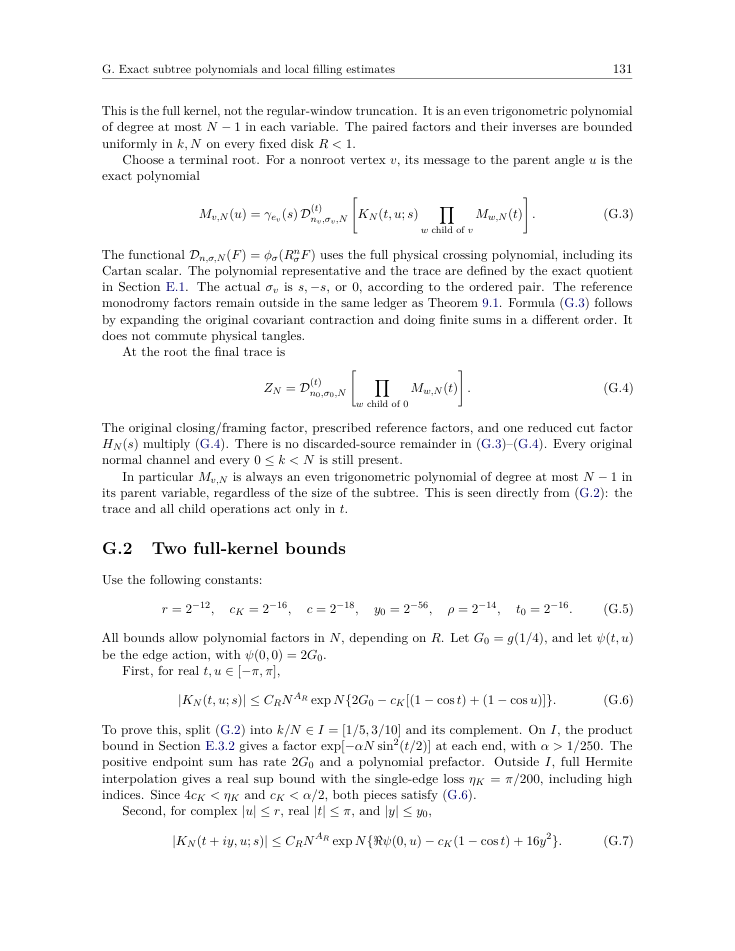 G. Exact subtree polynomials and local filling estimates 131
This is the full kernel, not the regular-window truncation. It is an even trigonometric polynomial
of degree at most N − 1 in each variable. The paired factors and their inverses are bounded
uniformly in k, N on every fixed disk R < 1.
Choose a terminal root. For a nonroot vertex v, its message to the parent angle u is the
exact polynomial
M_{v,N}(u) = γ_{e_v}(s) D^{(t)}_{n_v,σ_v,N} [ K_N(t, u; s) ∏_{w child of v} M_{w,N}(t) ] . (G.3)
The functional D_{n,σ,N}(F) = ϕ_σ(R^n_σ F) uses the full physical crossing polynomial, including its
Cartan scalar. The polynomial representative and the trace are defined by the exact quotient
in Section E.1. The actual σ_v is s, −s, or 0, according to the ordered pair. The reference
monodromy factors remain outside in the same ledger as Theorem 9.1. Formula (G.3) follows
by expanding the original covariant contraction and doing finite sums in a different order. It
does not commute physical tangles.
At the root the final trace is
Z_N = D^{(t)}_{n_0,σ_0,N} [ ∏_{w child of 0} M_{w,N}(t) ] . (G.4)
The original closing/framing factor, prescribed reference factors, and one reduced cut factor
H_N(s) multiply (G.4). There is no discarded-source remainder in (G.3)–(G.4). Every original
normal channel and every 0 ≤ k < N is still present.
In particular M_{v,N} is always an even trigonometric polynomial of degree at most N − 1 in
its parent variable, regardless of the size of the subtree. This is seen directly from (G.2): the
trace and all child operations act only in t.
G.2 Two full-kernel bounds
Use the following constants:
r = 2^{−12}, c_K = 2^{−16}, c = 2^{−18}, y_0 = 2^{−56}, ρ = 2^{−14}, t_0 = 2^{−16}. (G.5)
All bounds allow polynomial factors in N, depending on R. Let G_0 = g(1/4), and let ψ(t, u)
be the edge action, with ψ(0, 0) = 2G_0.
First, for real t, u ∈ [−π, π],
|K_N(t, u; s)| ≤ C_R N^{A_R} exp N{2G_0 − c_K[(1 − cos t) + (1 − cos u)]}. (G.6)
To prove this, split (G.2) into k/N ∈ I = [1/5, 3/10] and its complement. On I, the product
bound in Section E.3.2 gives a factor exp[−αN sin^2(t/2)] at each end, with α > 1/250. The
positive endpoint sum has rate 2G_0 and a polynomial prefactor. Outside I, full Hermite
interpolation gives a real sup bound with the single-edge loss η_K = π/200, including high
indices. Since 4c_K < η_K and c_K < α/2, both pieces satisfy (G.6).
Second, for complex |u| ≤ r, real |t| ≤ π, and |y| ≤ y_0,
|K_N(t + iy, u; s)| ≤ C_R N^{A_R} exp N{ℜψ(0, u) − c_K(1 − cos t) + 16y^2}. (G.7)